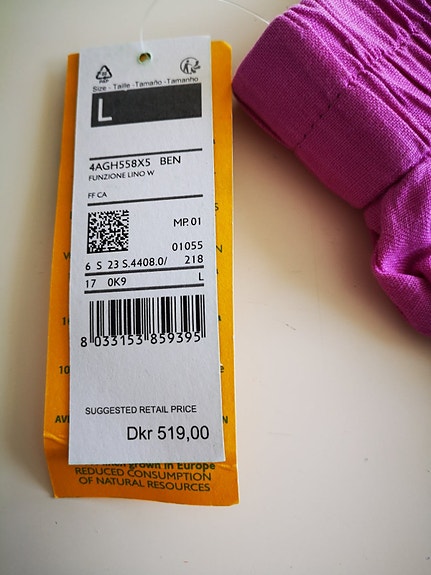 PAP
Size - Taille - Tamaño - Tamanho
L
4AGH558X5 BEN
FUNZIONE LINO W
FF CA
MP. 01
01055
6 S 23 S.4408.0/ 218
17 0K9 L
8 033153 859395
SUGGESTED RETAIL PRICE
Dkr 519,00
grown in Europe
REDUCED CONSUMPTION
OF NATURAL RESOURCES